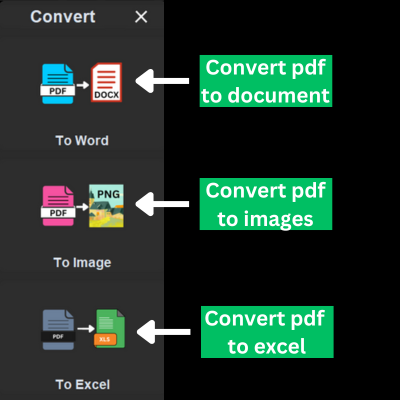 Convert
PDF
DOCX
To Word
Convert pdf
to document
PDF
PNG
To Image
Convert pdf
to images
PDF
XLS
To Excel
Convert pdf
to excel